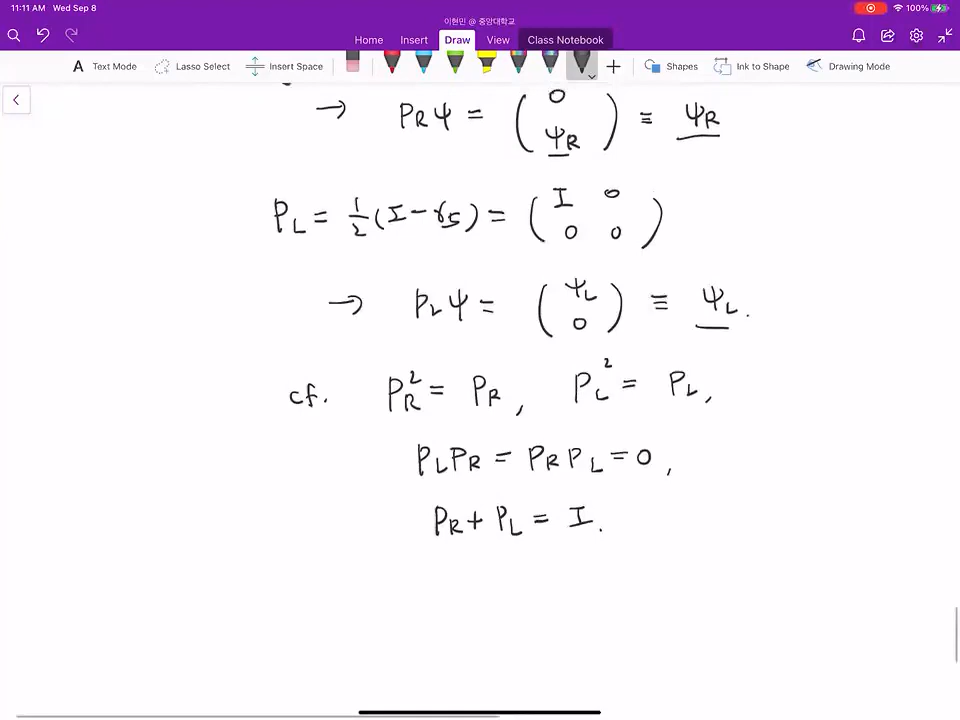 11:11 AM Wed Sep 8
100%
이현민 @ 중앙대학교
Home Insert Draw View Class Notebook
Text Mode Lasso Select Insert Space Shapes Ink to Shape Drawing Mode
→ P_R ψ = ( 0 ψ_R ) ≡ ψ_R
P_L = 1/2 (I - γ5) = ( I 0 0 0 )
→ P_L ψ = ( ψ_L 0 ) ≡ ψ_L .
cf. P_R² = P_R , P_L² = P_L ,
P_L P_R = P_R P_L = 0 ,
P_R + P_L = I .